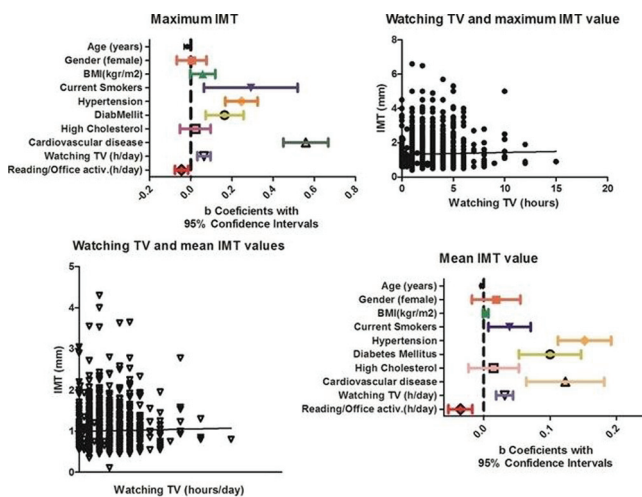 Maximum IMT
Age (years)
Gender (female)
BMI(kgr/m2)
Current Smokers
Hypertension
DiabMellit
High Cholesterol
Cardiovascular disease
Watching TV (h/day)
Reading/Office activ.(h/day)
-0.2 0.0 0.2 0.4 0.6 0.8
b Coeficients with
95% Confidence Intervals
Watching TV and maximum IMT value
IMT (mm)
8
6
4
2
0
0 5 10 15 20
Watching TV (hours)
Watching TV and mean IMT values
IMT (mm)
5
4
3
2
1
0
Watching TV (hours/day)
Mean IMT value
Age (years)
Gender (female)
BMI(kgr/m2)
Current Smokers
Hypertension
Diabetes Mellitus
High Cholesterol
Cardiovascular disease
Watching TV (h/day)
Reading/Office activ.(h/day)
0.0 0.1 0.2
b Coeficients with
95% Confidence Intervals